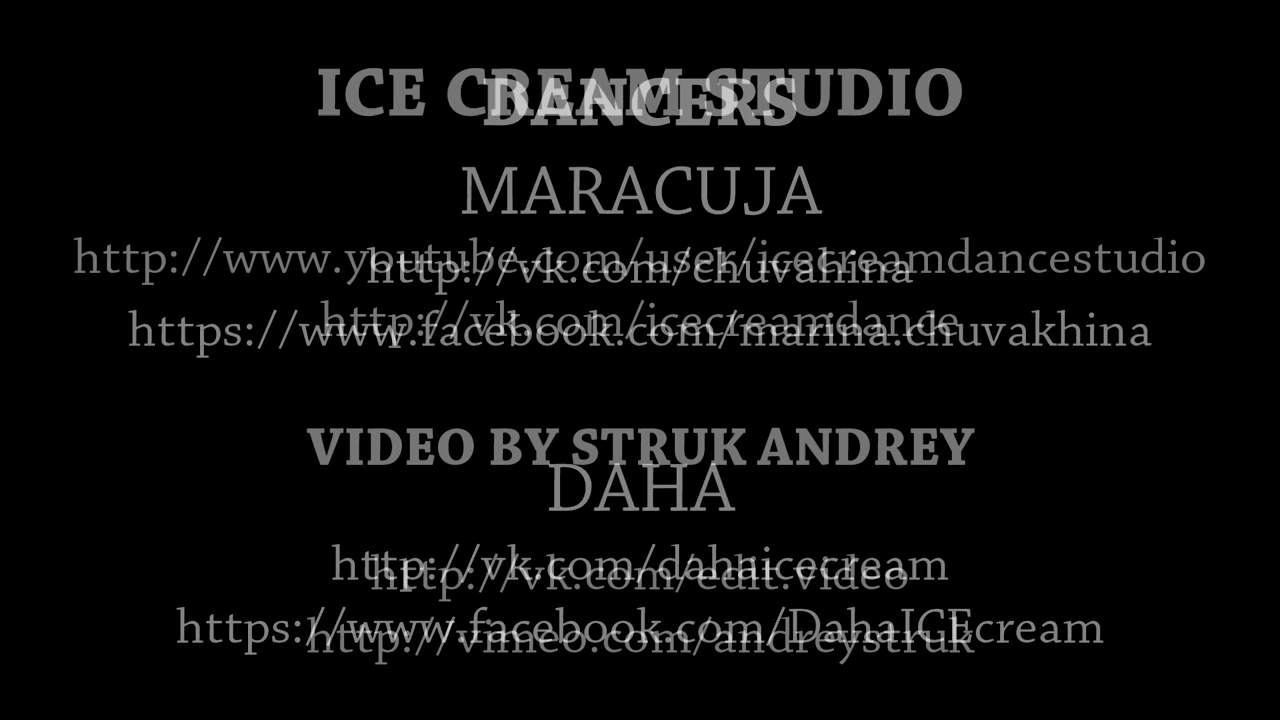 ICE CREAM STUDIO
DANCERS
MARACUJA
http://www.youtube.com/user/icecreamdancestudio
http://vk.com/chuvahina
http://vk.com/icecreamdance
https://www.facebook.com/marina.chuvakhina
VIDEO BY STRUK ANDREY
DAHA
http://vk.com/dahaicecream
http://vk.com/edit.video
https://www.facebook.com/DahaICEcream
http://vimeo.com/andreystruk